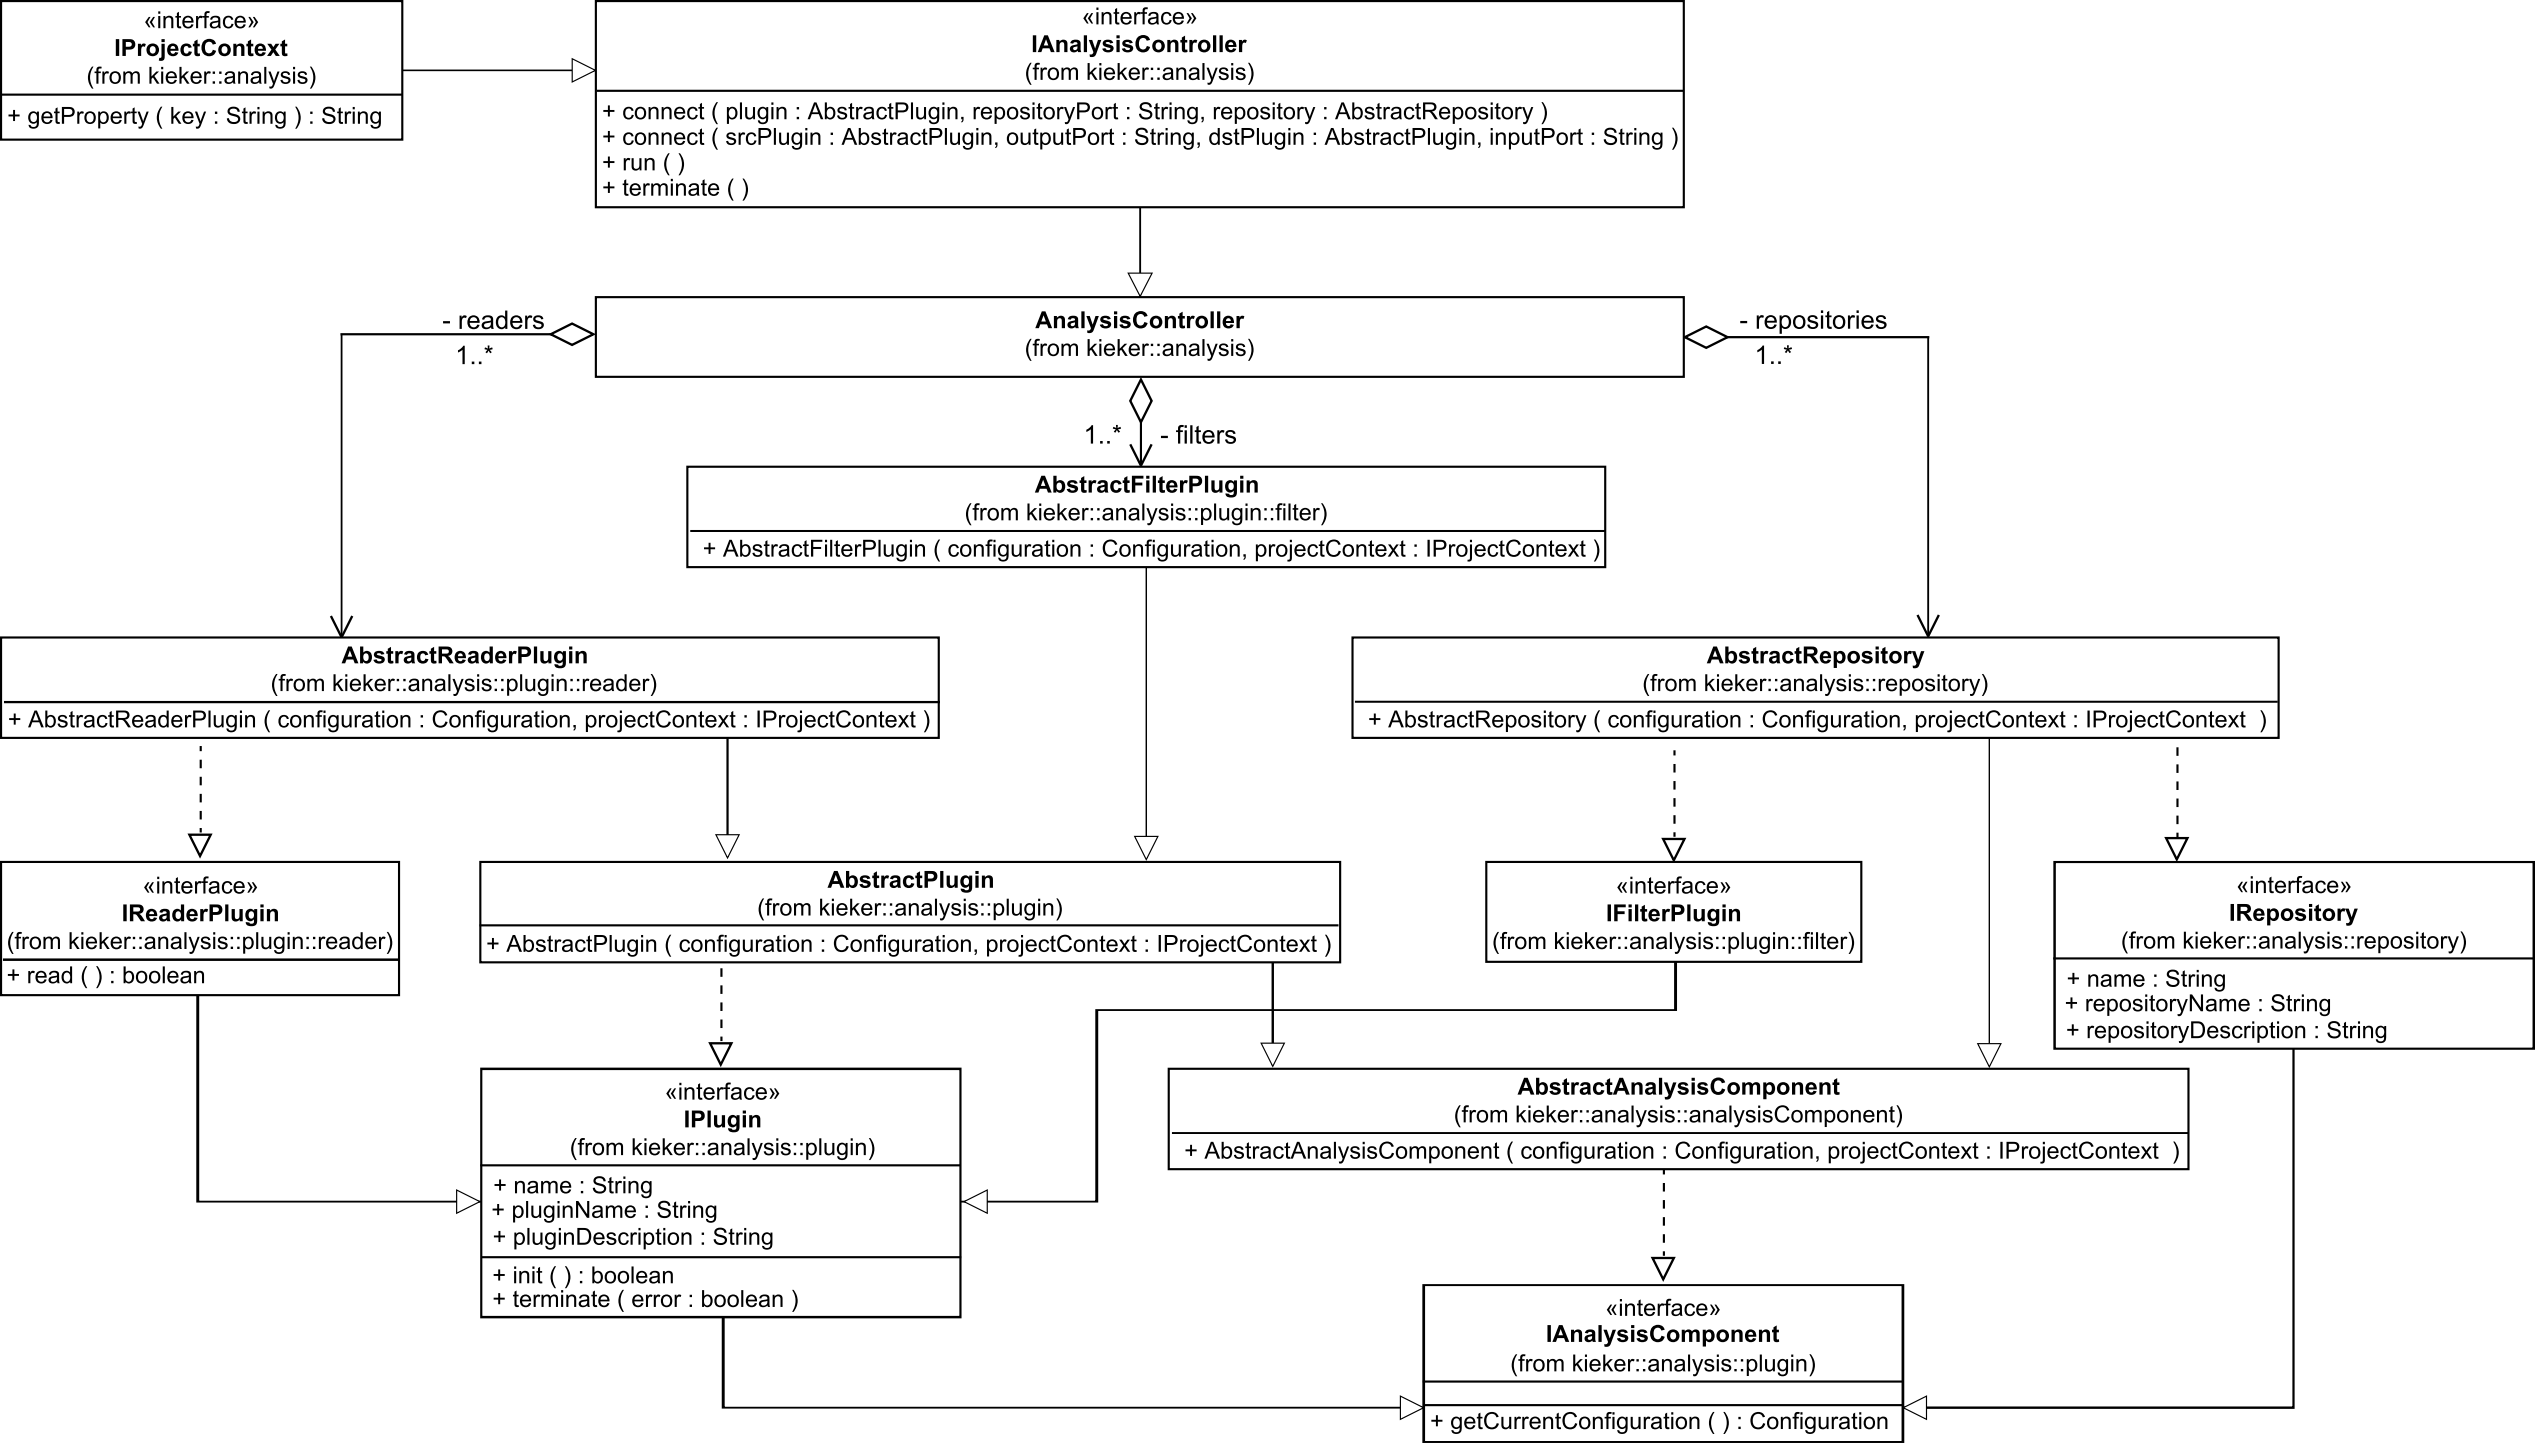 «interface»
IProjectContext
(from kieker::analysis)
+ getProperty ( key : String ) : String
«interface»
IAnalysisController
(from kieker::analysis)
+ connect ( plugin : AbstractPlugin, repositoryPort : String, repository : AbstractRepository )
+ connect ( srcPlugin : AbstractPlugin, outputPort : String, dstPlugin : AbstractPlugin, inputPort : String )
+ run ( )
+ terminate ( )
- readers
1..*
AnalysisController
(from kieker::analysis)
- repositories
1..*
1..*
- filters
AbstractFilterPlugin
(from kieker::analysis::plugin::filter)
+ AbstractFilterPlugin ( configuration : Configuration, projectContext : IProjectContext )
AbstractReaderPlugin
(from kieker::analysis::plugin::reader)
+ AbstractReaderPlugin ( configuration : Configuration, projectContext : IProjectContext )
AbstractRepository
(from kieker::analysis::repository)
+ AbstractRepository ( configuration : Configuration, projectContext : IProjectContext )
«interface»
IReaderPlugin
(from kieker::analysis::plugin::reader)
+ read ( ) : boolean
AbstractPlugin
(from kieker::analysis::plugin)
+ AbstractPlugin ( configuration : Configuration, projectContext : IProjectContext )
«interface»
IFilterPlugin
(from kieker::analysis::plugin::filter)
«interface»
IRepository
(from kieker::analysis::repository)
+ name : String
+ repositoryName : String
+ repositoryDescription : String
«interface»
IPlugin
(from kieker::analysis::plugin)
+ name : String
+ pluginName : String
+ pluginDescription : String
+ init ( ) : boolean
+ terminate ( error : boolean )
AbstractAnalysisComponent
(from kieker::analysis::analysisComponent)
+ AbstractAnalysisComponent ( configuration : Configuration, projectContext : IProjectContext )
«interface»
IAnalysisComponent
(from kieker::analysis::plugin)
+ getCurrentConfiguration ( ) : Configuration